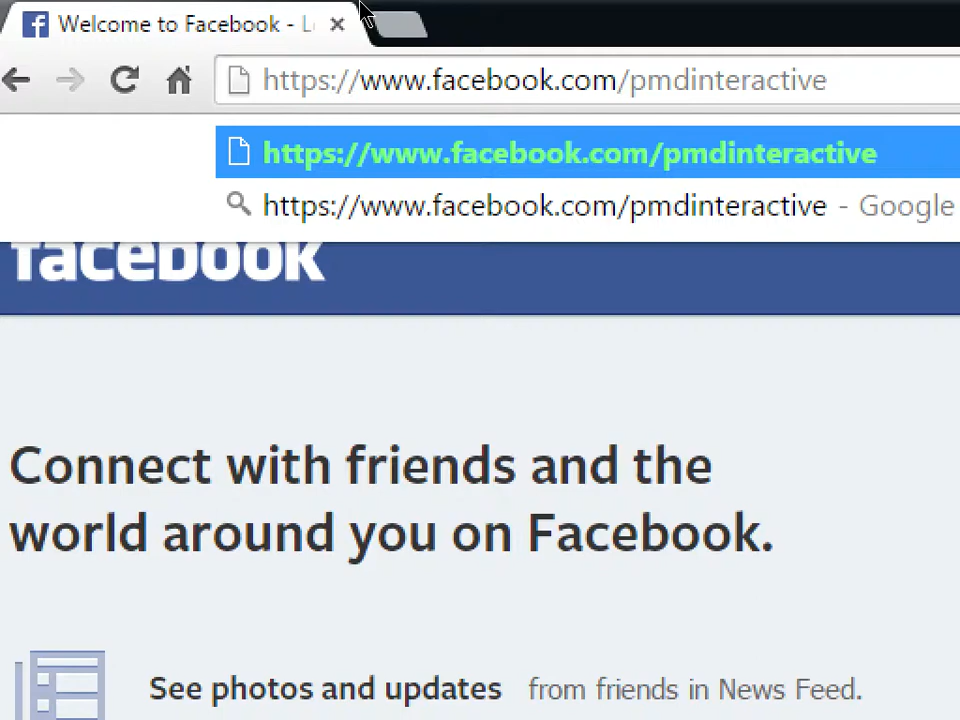 Welcome to Facebook - L
https://www.facebook.com/pmdinteractive
https://www.facebook.com/pmdinteractive
https://www.facebook.com/pmdinteractive - Google
facebook
Connect with friends and the
world around you on Facebook.
See photos and updates from friends in News Feed.